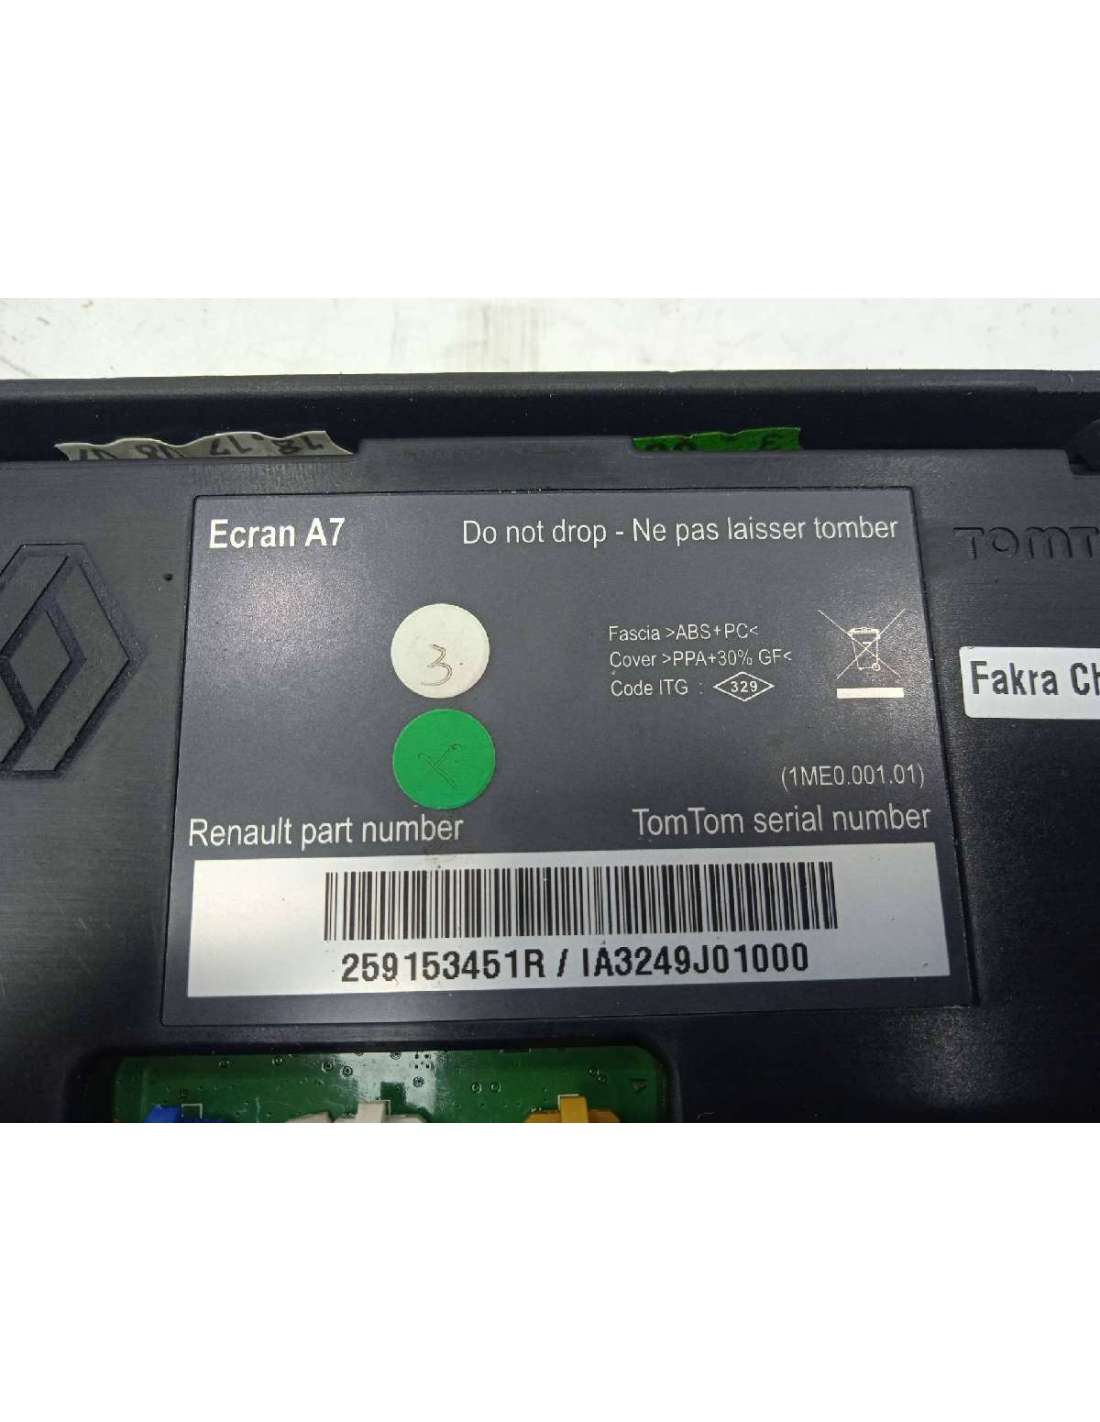 Ecran A7
Do not drop - Ne pas laisser tomber
TOMT
3
Fascia >ABS+PC<
Cover >PPA+30% GF<
Code ITG : 329
Fakra Ch
(1ME0.001.01)
Renault part number
TomTom serial number
259153451R / IA3249J01000